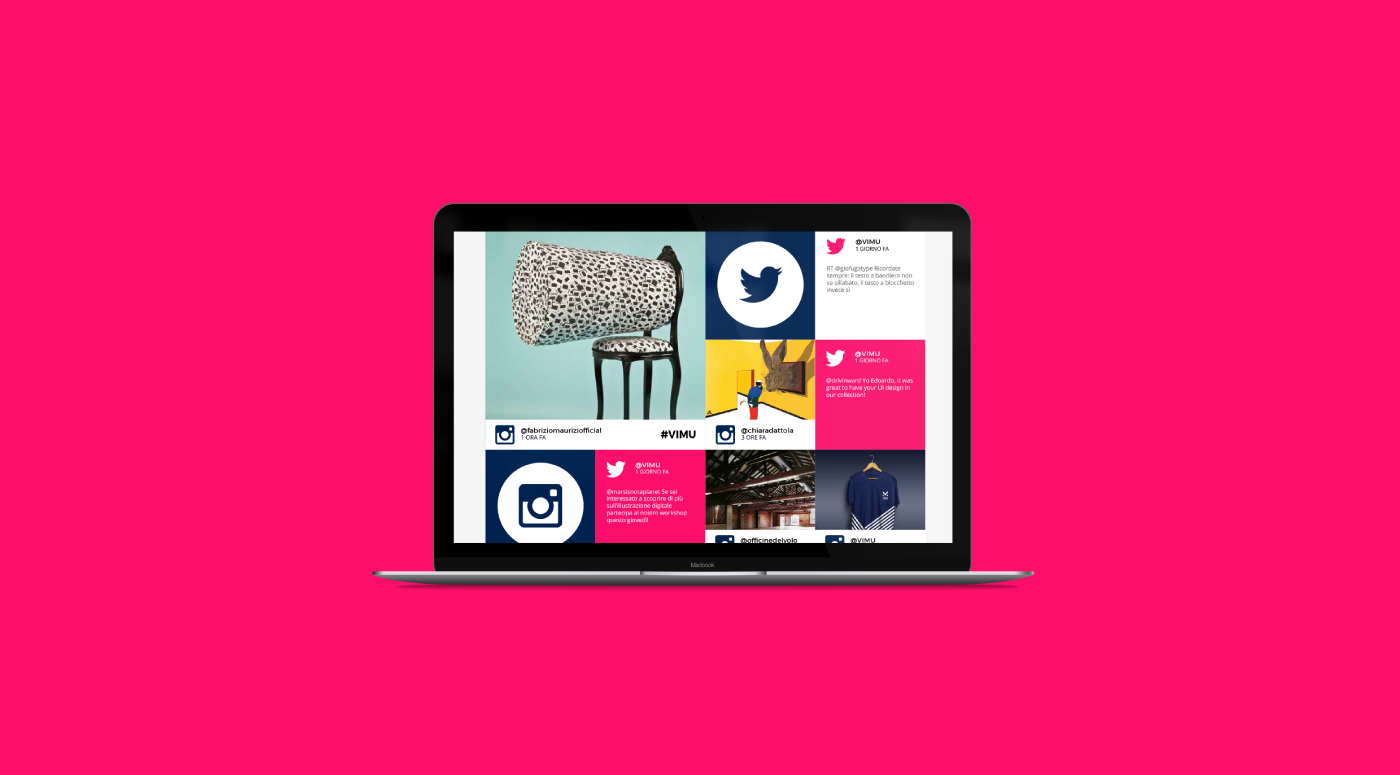 @VIMU
1 GIORNO FA
RT @giofugatype Ricordate
sempre: il testo a bandiera non
va sillabato, il testo a blocchetto
invece sì
@VIMU
1 GIORNO FA
@drivinward Yo Edoardo, it was
great to have your UI design in
our collection!
@fabriziomauriziofficial
1 ORA FA
#VIMU
@chiaradattola
3 ORE FA
@VIMU
1 GIORNO FA
@marsisnotaplanet Se sei
interessato a scoprire di più
sull'illustrazione digitale
partecipa al nostro workshop
questo giovedì!
@officinedelvolo
@VIMU
Macbook